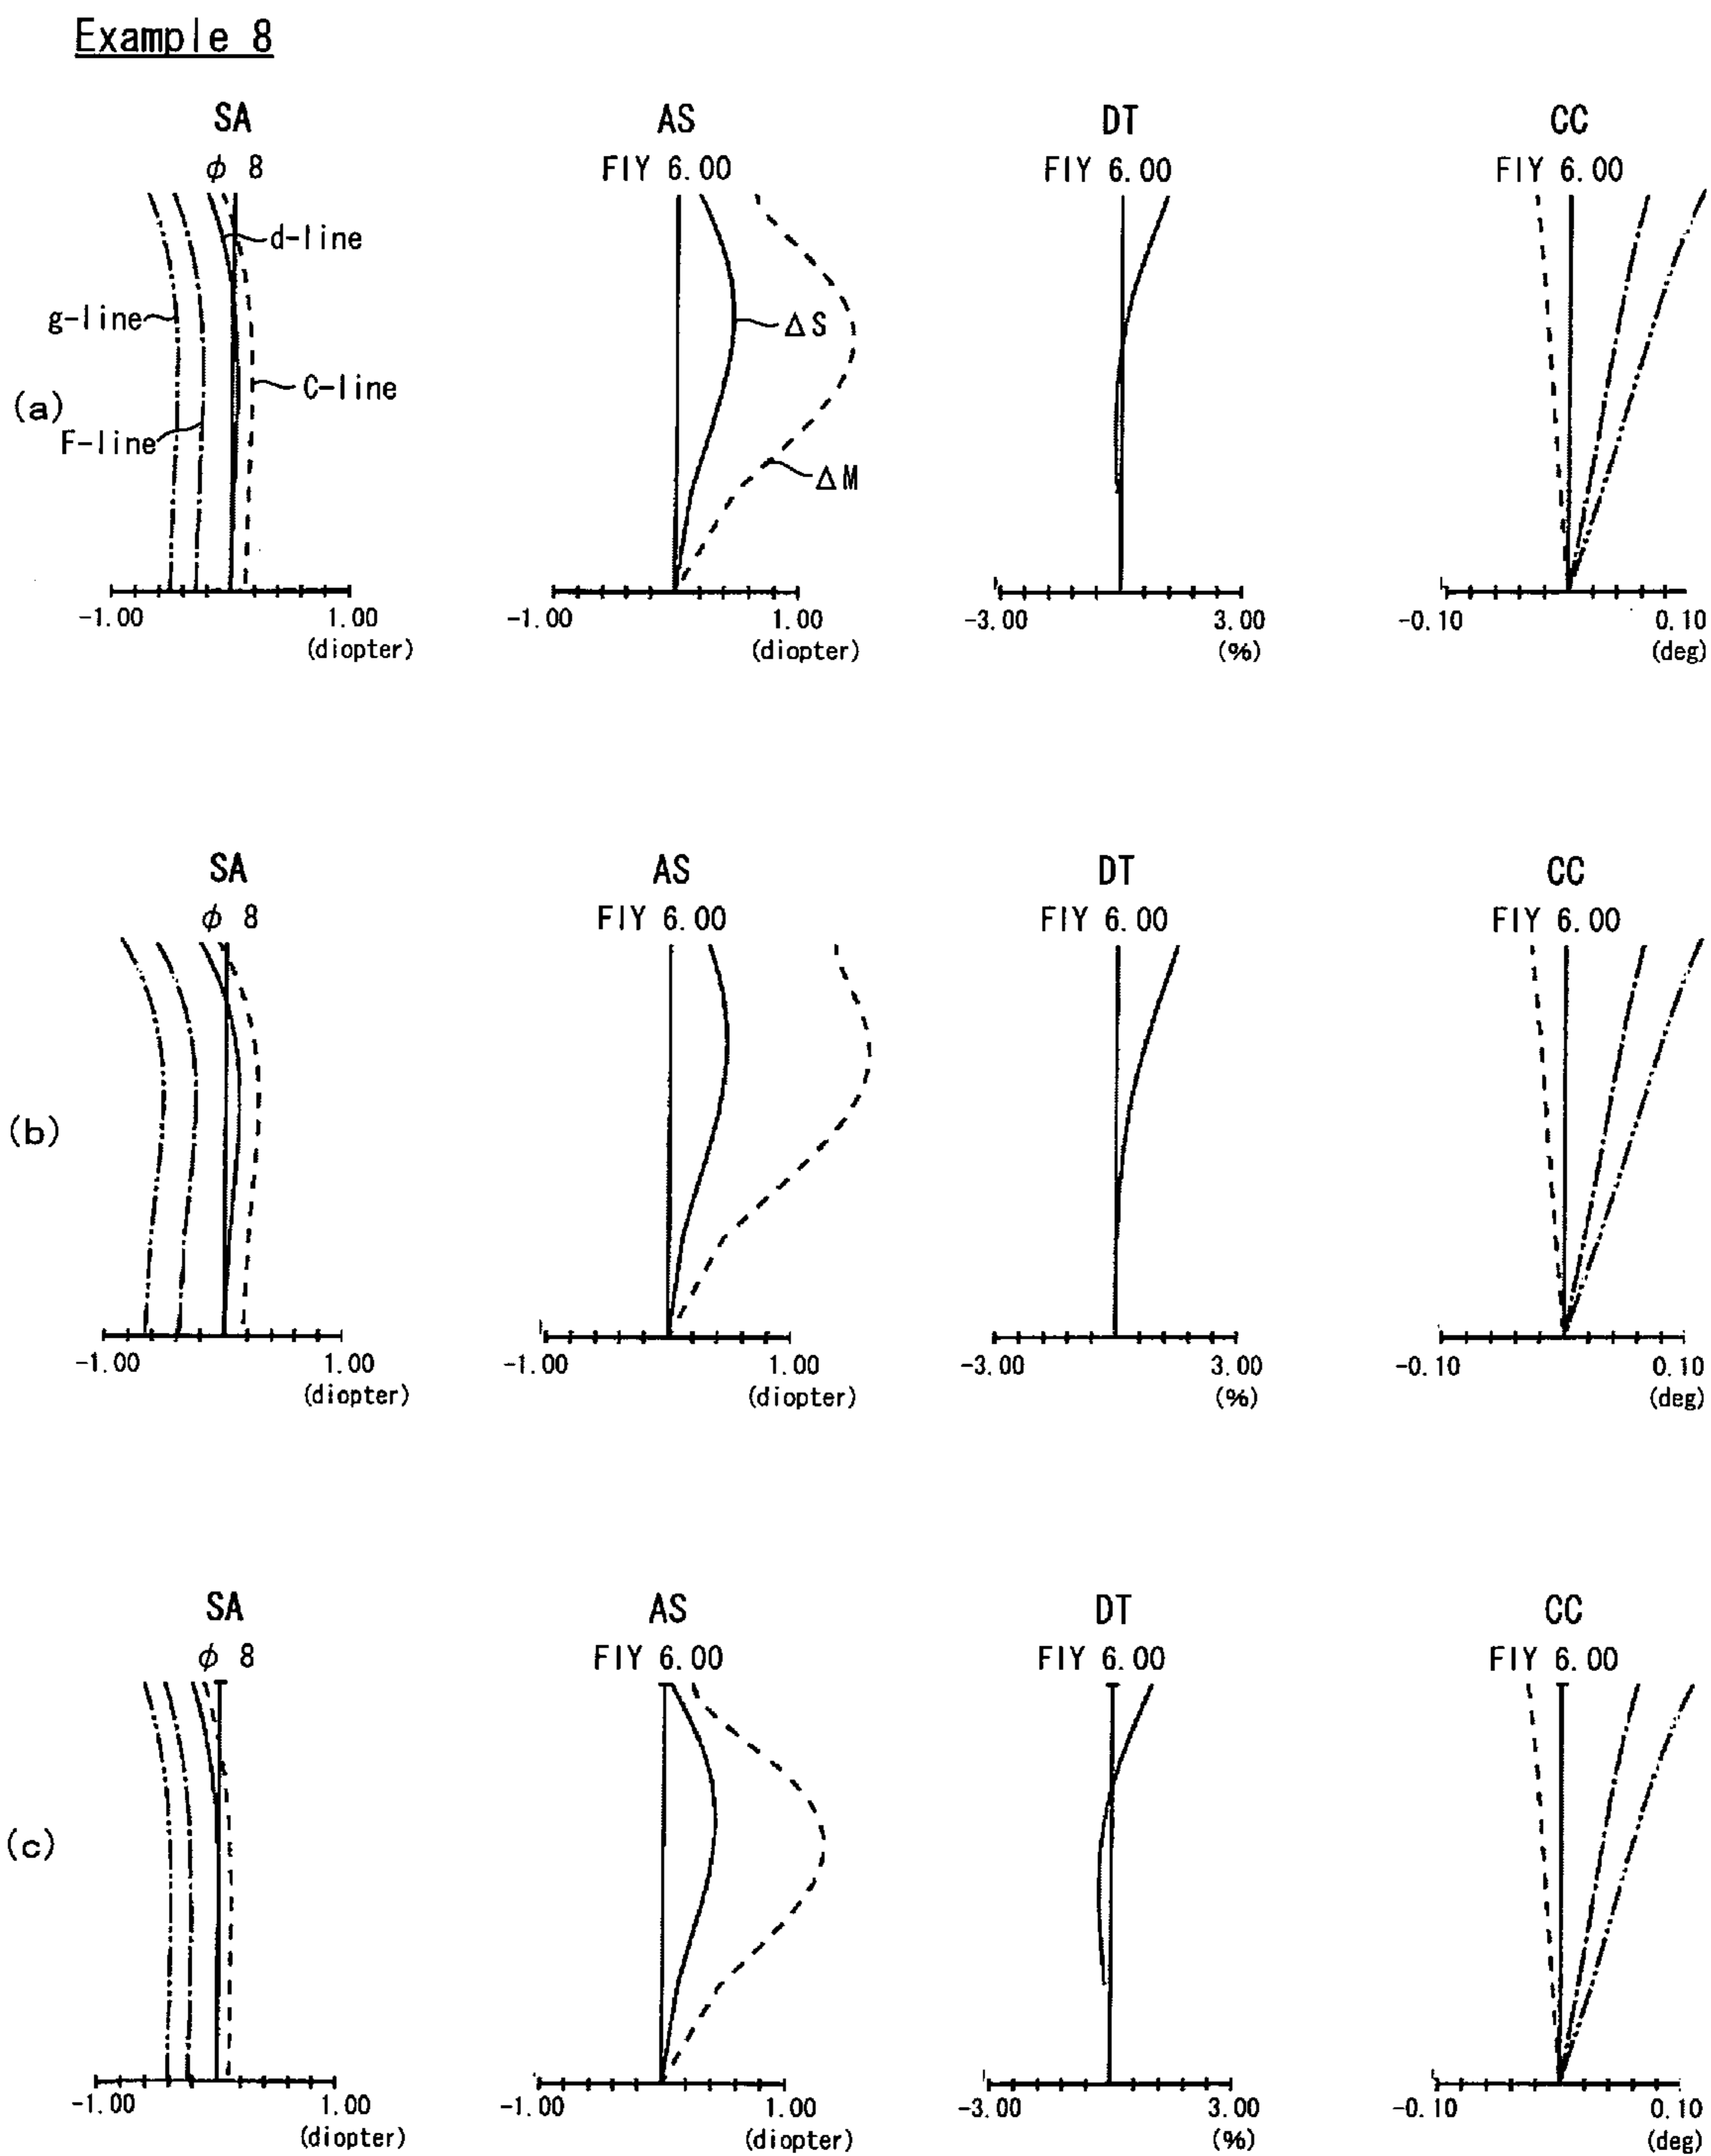 Example 8
SA AS DT CC
φ 8 FIY 6.00 FIY 6.00 FIY 6.00
d-line
g-line
ΔS
C-line
(a)
F-line
ΔM
-1.00 1.00 -1.00 1.00 -3.00 3.00 -0.10 0.10
(diopter) (diopter) (%) (deg)
SA AS DT CC
φ 8 FIY 6.00 FIY 6.00 FIY 6.00
(b)
-1.00 1.00 -1.00 1.00 -3.00 3.00 -0.10 0.10
(diopter) (diopter) (%) (deg)
SA AS DT CC
φ 8 FIY 6.00 FIY 6.00 FIY 6.00
(c)
-1.00 1.00 -1.00 1.00 -3.00 3.00 -0.10 0.10
(diopter) (diopter) (%) (deg)